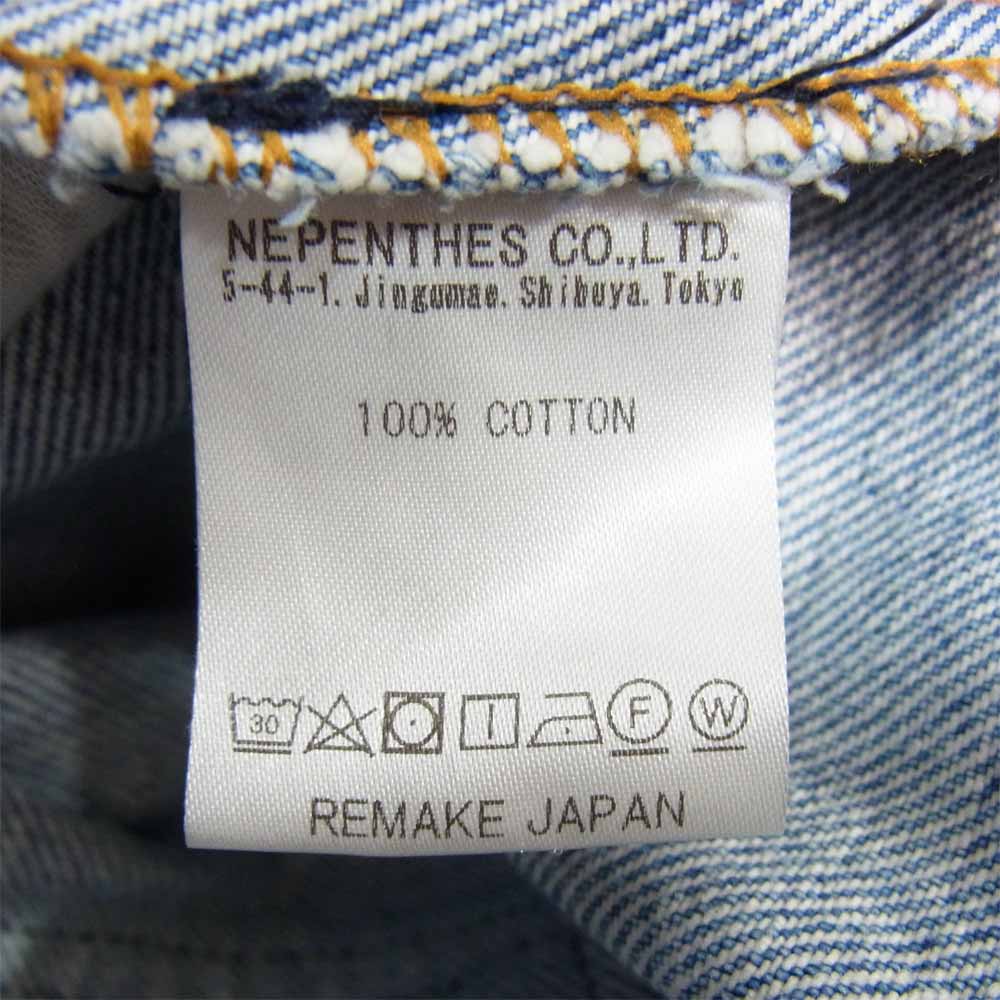 NEPENTHES CO.,LTD.
5-44-1. Jingumae. Shibuya. Tokyo
100% COTTON
30 F W
REMAKE JAPAN